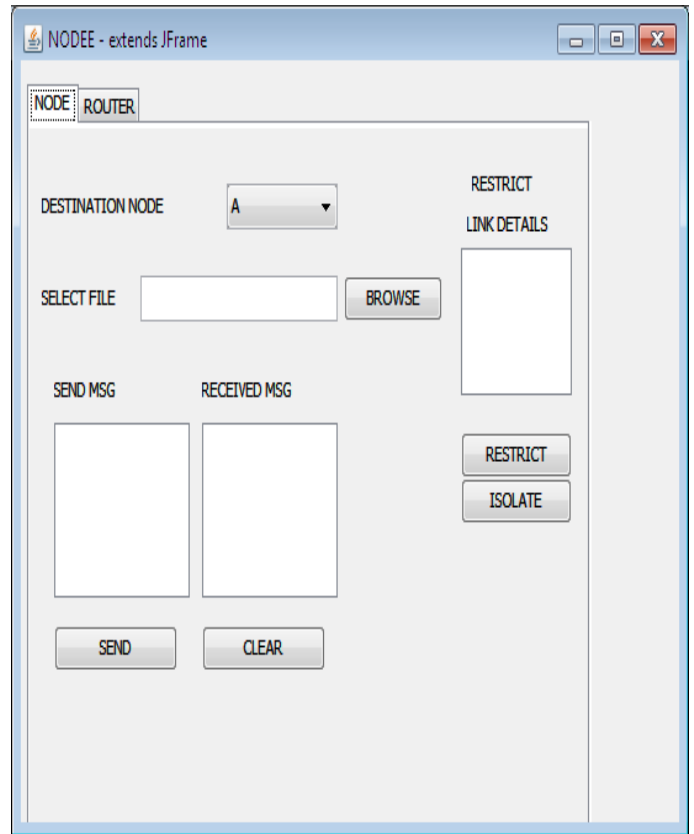 NODEE - extends JFrame
NODE ROUTER
RESTRICT
DESTINATION NODE A
LINK DETAILS
SELECT FILE BROWSE
SEND MSG RECEIVED MSG
RESTRICT
ISOLATE
SEND CLEAR